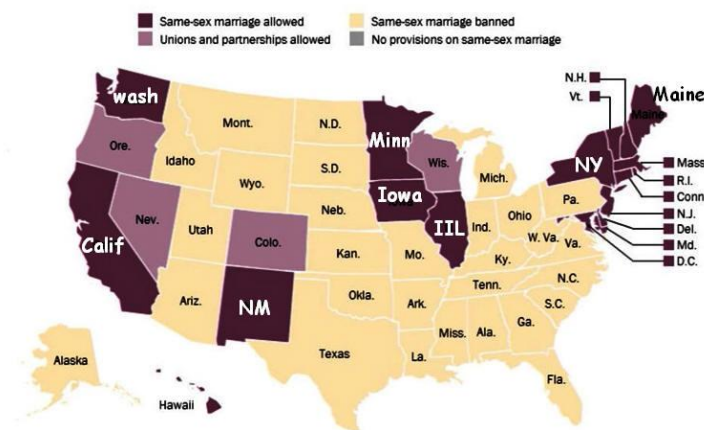 Same-sex marriage allowed
Same-sex marriage banned
Unions and partnerships allowed
No provisions on same-sex marriage
wash
Mont.
N.D.
Minn
N.H.
Vt.
Maine
Maine
Ore.
Idaho
S.D.
Wis.
Mich.
NY
Mass
R.I.
Conn
Wyo.
Iowa
Nev.
Utah
Colo.
Neb.
IIL
Ind.
Ohio
Pa.
N.J.
Del.
Md.
D.C.
Calif
Kan.
Mo.
Ky.
W. Va.
Va.
Ariz.
NM
Okla.
Ark.
Tenn.
N.C.
S.C.
Texas
La.
Miss.
Ala.
Ga.
Fla.
Alaska
Hawaii